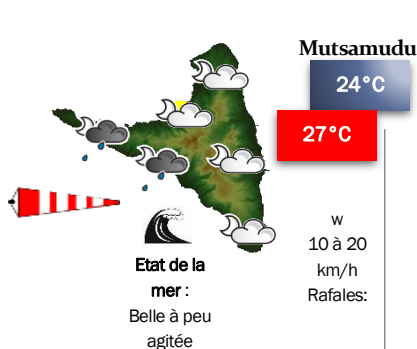 Mutsamudu
24°C
27°C
w
10 à 20
km/h
Rafales:
Etat de la
mer :
Belle à peu
agitée